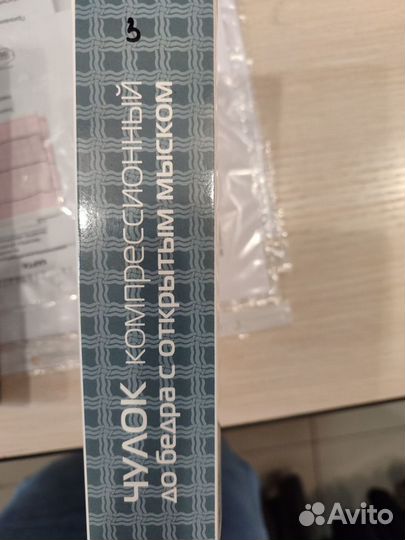 ЧУЛОК КОМПРЕССИОННЫЙ
ДО БЕДРА С ОТКРЫТЫМ МЫСКОМ
Avito